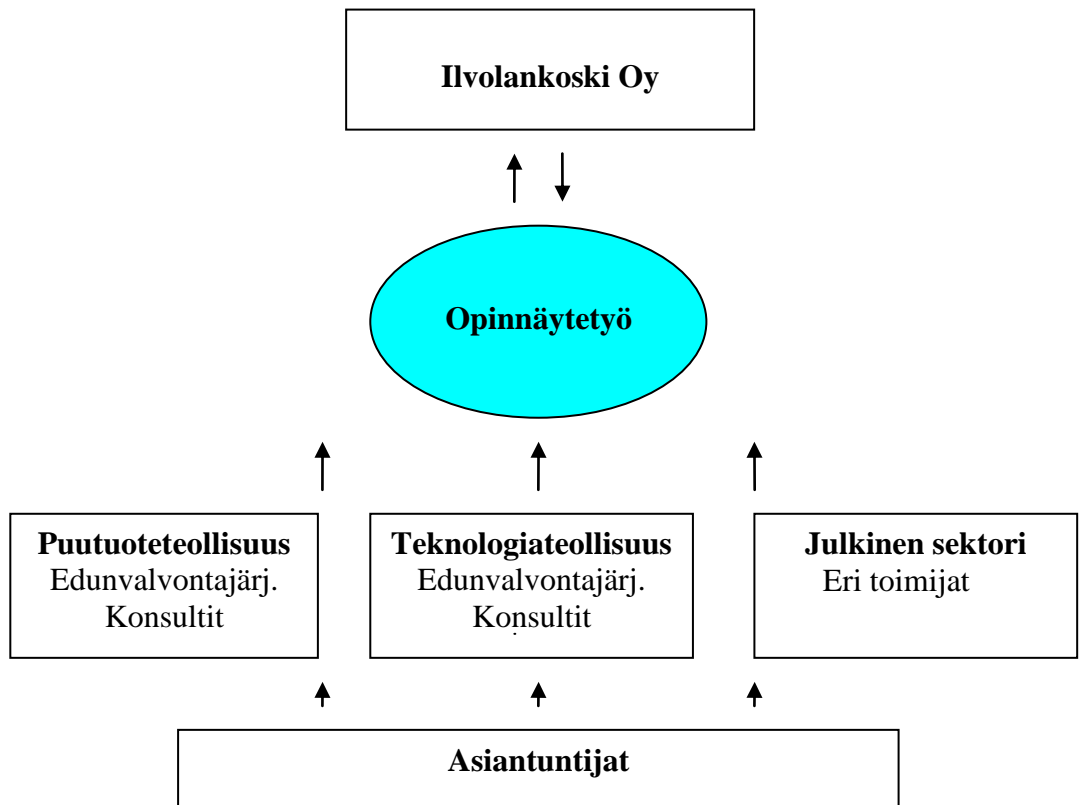 Ilvolankoski Oy
Opinnäytetyö
Puutuoteteollisuus
Edunvalvontajärj.
Konsultit
Teknologiateollisuus
Edunvalvontajärj.
Konsultit
Julkinen sektori
Eri toimijat
Asiantuntijat